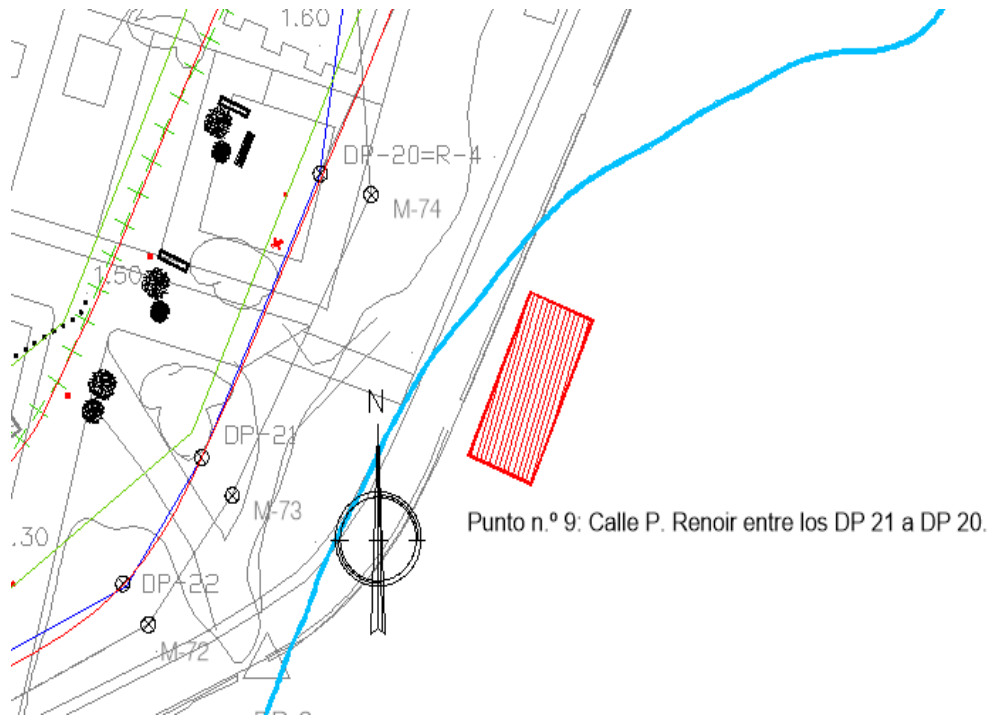 1.60
DP-20=R-4
M-74
1.50
N
DP-21
M-73
Punto n.º 9: Calle P. Renoir entre los DP 21 a DP 20.
.30
DP-22
M-72